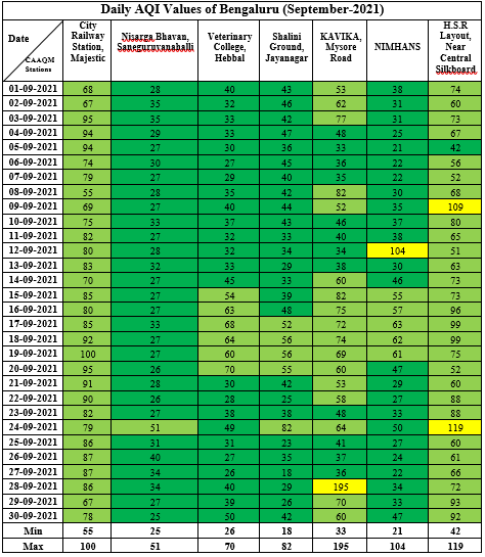 Daily AQI Values of Bengaluru (September-2021)
Date
CAAQM Stations
City Railway Station, Majestic
Nisarga Bhavan, Saneguruvanahalli
Veterinary College, Hebbal
Shalini Ground, Jayanagar
KAVIKA, Mysore Road
NIMHANS
H.S.R Layout, Near Central Silkboard
01-09-2021 68 28 40 43 53 38 74
02-09-2021 67 35 32 46 62 31 60
03-09-2021 95 35 33 42 77 31 73
04-09-2021 94 29 33 47 48 25 67
05-09-2021 94 27 30 36 33 21 42
06-09-2021 74 30 27 45 36 22 56
07-09-2021 79 27 29 40 35 22 52
08-09-2021 55 28 35 42 82 30 68
09-09-2021 69 27 40 44 52 35 109
10-09-2021 75 33 37 43 46 37 80
11-09-2021 82 27 32 33 40 38 65
12-09-2021 80 28 32 34 34 104 51
13-09-2021 83 32 33 29 38 30 63
14-09-2021 70 27 45 33 60 46 73
15-09-2021 85 27 54 39 82 55 73
16-09-2021 80 27 63 48 75 57 96
17-09-2021 85 33 68 52 72 63 99
18-09-2021 92 27 64 56 74 62 99
19-09-2021 100 27 60 56 69 61 75
20-09-2021 95 26 70 55 60 47 52
21-09-2021 91 28 30 42 53 29 60
22-09-2021 90 26 28 25 58 27 88
23-09-2021 82 27 38 38 48 33 88
24-09-2021 79 51 49 82 64 50 119
25-09-2021 86 31 31 23 41 27 60
26-09-2021 87 40 27 35 37 24 61
27-09-2021 87 34 26 18 36 22 66
28-09-2021 86 34 40 29 195 34 72
29-09-2021 67 27 39 26 70 33 93
30-09-2021 78 25 50 42 60 47 92
Min 55 25 26 18 33 21 42
Max 100 51 70 82 195 104 119